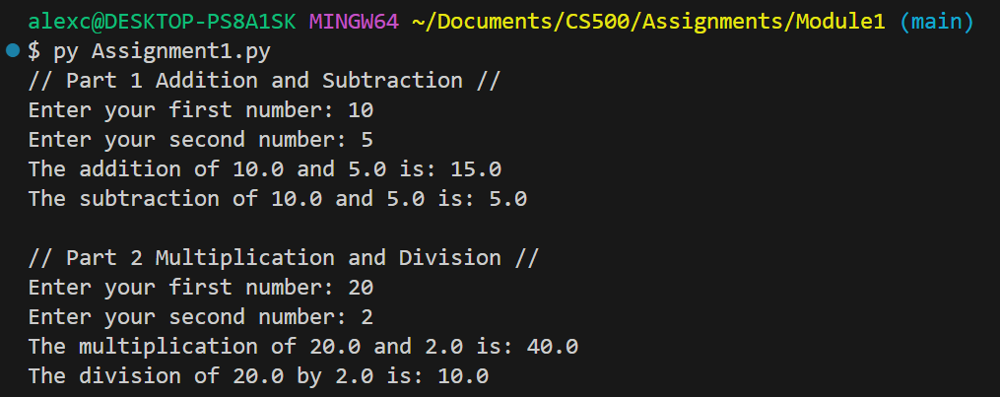 alexc@DESKTOP-PS8A1SK MINGW64 ~/Documents/CS500/Assignments/Module1 (main)
$ py Assignment1.py
// Part 1 Addition and Subtraction //
Enter your first number: 10
Enter your second number: 5
The addition of 10.0 and 5.0 is: 15.0
The subtraction of 10.0 and 5.0 is: 5.0
// Part 2 Multiplication and Division //
Enter your first number: 20
Enter your second number: 2
The multiplication of 20.0 and 2.0 is: 40.0
The division of 20.0 by 2.0 is: 10.0